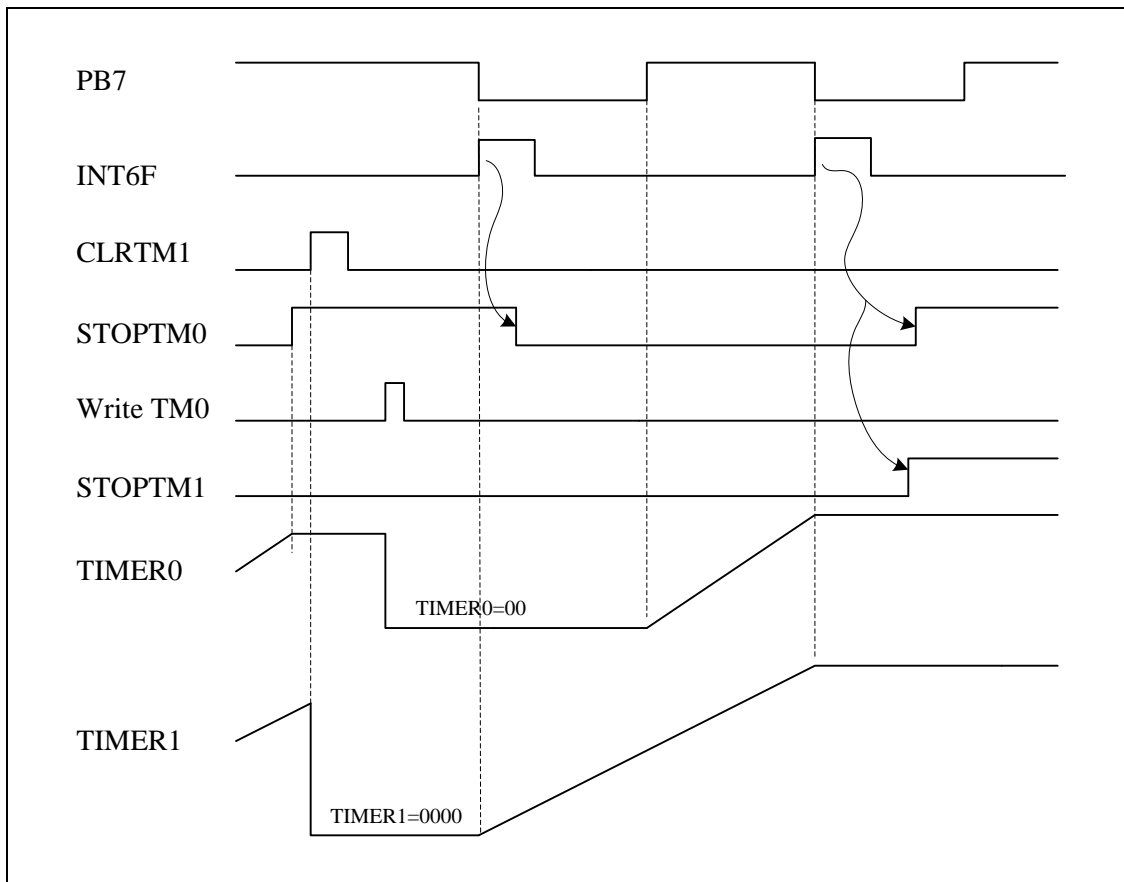 PB7
INT6F
CLRTM1
STOPTM0
Write TM0
STOPTM1
TIMER0
TIMER0=00
TIMER1
TIMER1=0000